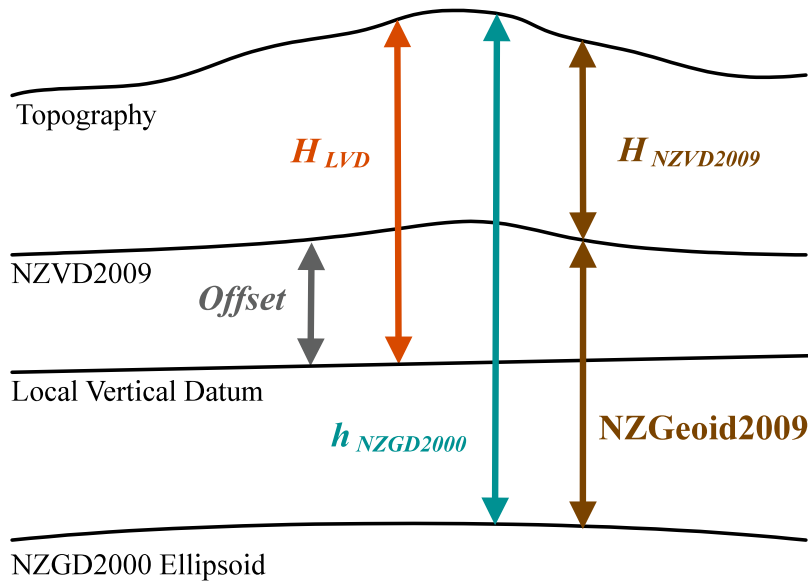 Topography
H LVD
H NZVD2009
NZVD2009
Offset
Local Vertical Datum
h NZGD2000
NZGeoid2009
NZGD2000 Ellipsoid